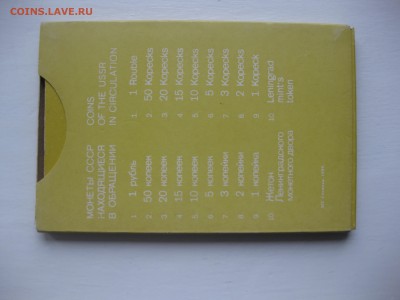 COINS.LAVE.RU
МОНЕТЫ СССР
НАХОДЯЩИЕСЯ
В ОБРАЩЕНИИ
1. 1 рубль
2. 50 копеек
3. 20 копеек
4. 15 копеек
5. 10 копеек
6. 5 копеек
7. 3 копейки
8. 2 копейки
9. 1 копейка
10. Жетон
Ленинградского
монетного двора
COINS
OF THE USSR
IN CIRCULATION
1. 1 Rouble
2. 50 Kopecks
3. 20 Kopecks
4. 15 Kopecks
5. 10 Kopecks
6. 5 Kopecks
7. 3 Kopecks
8. 2 Kopecks
9. 1 Kopeck
10. Leningrad
mint's
token